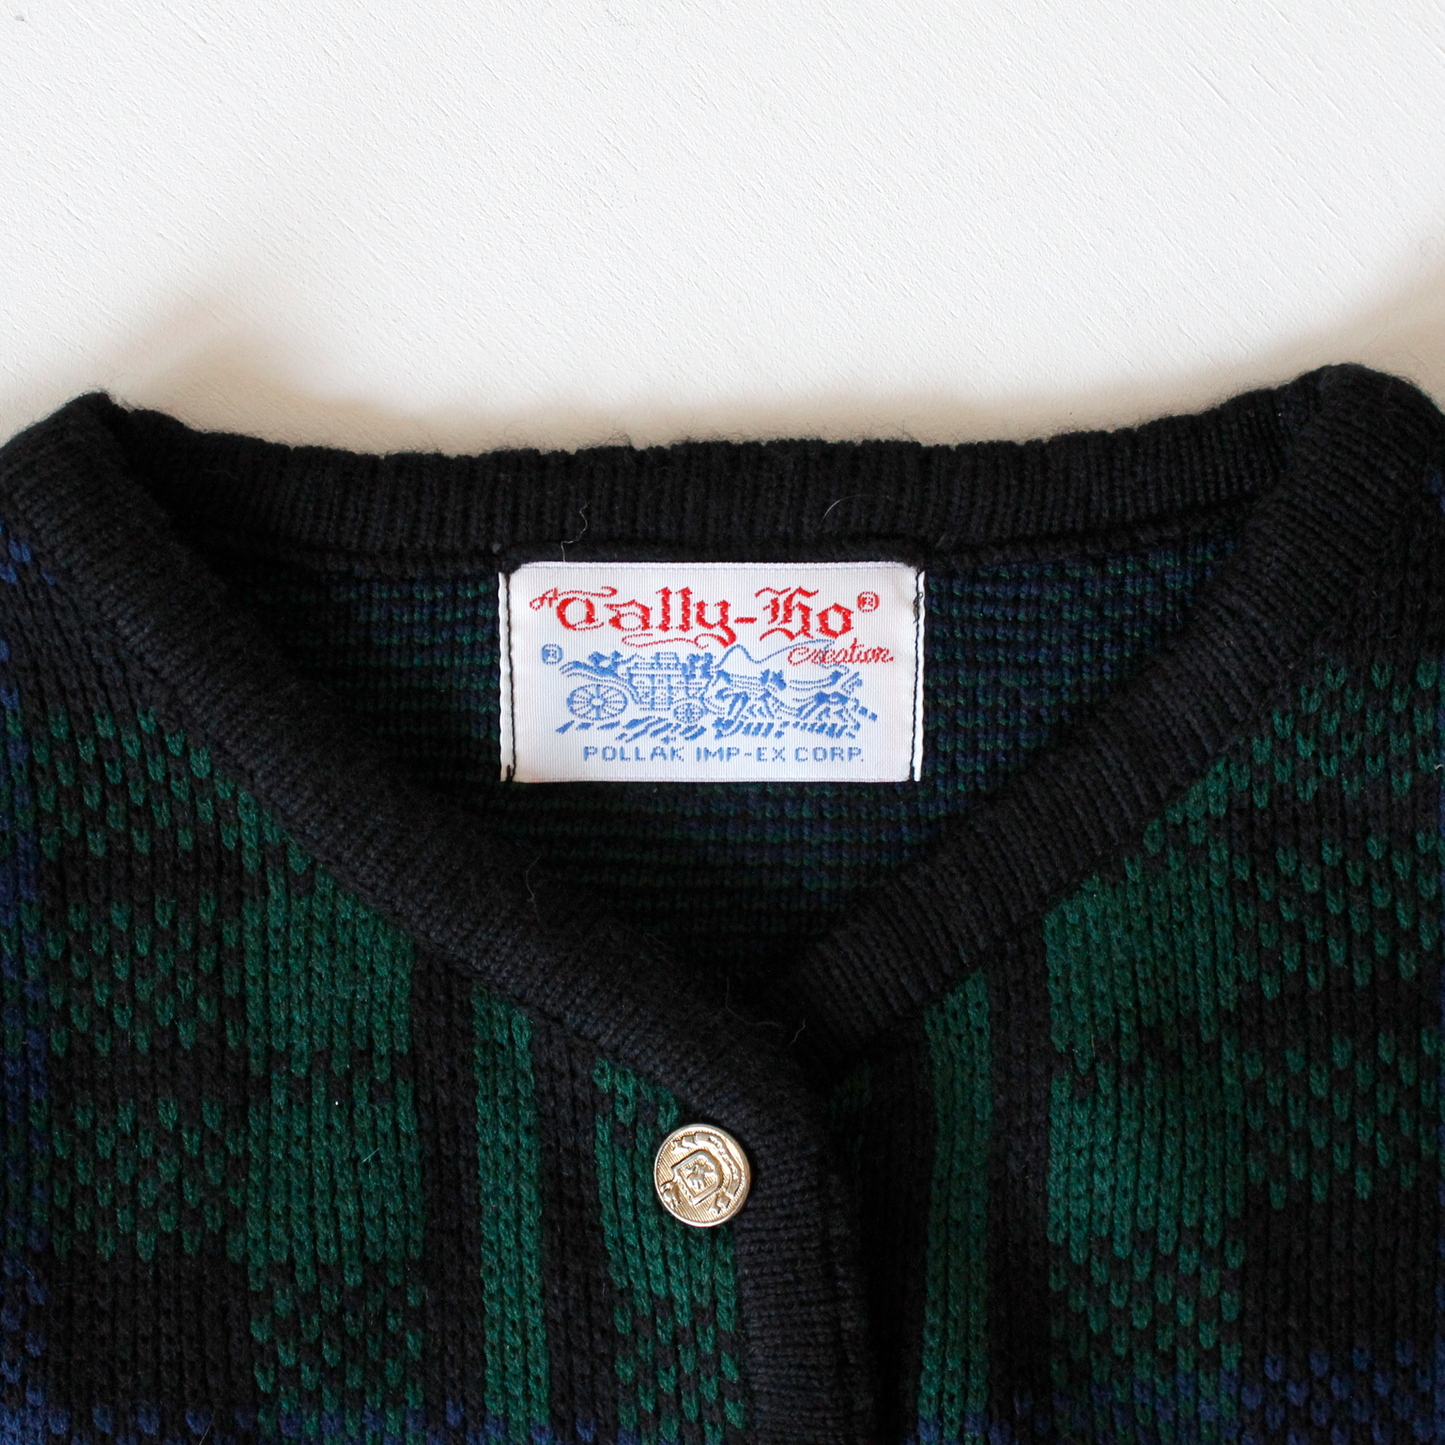 A Tally-Ho®
Creation
®
POLLAK IMP-EX CORP.